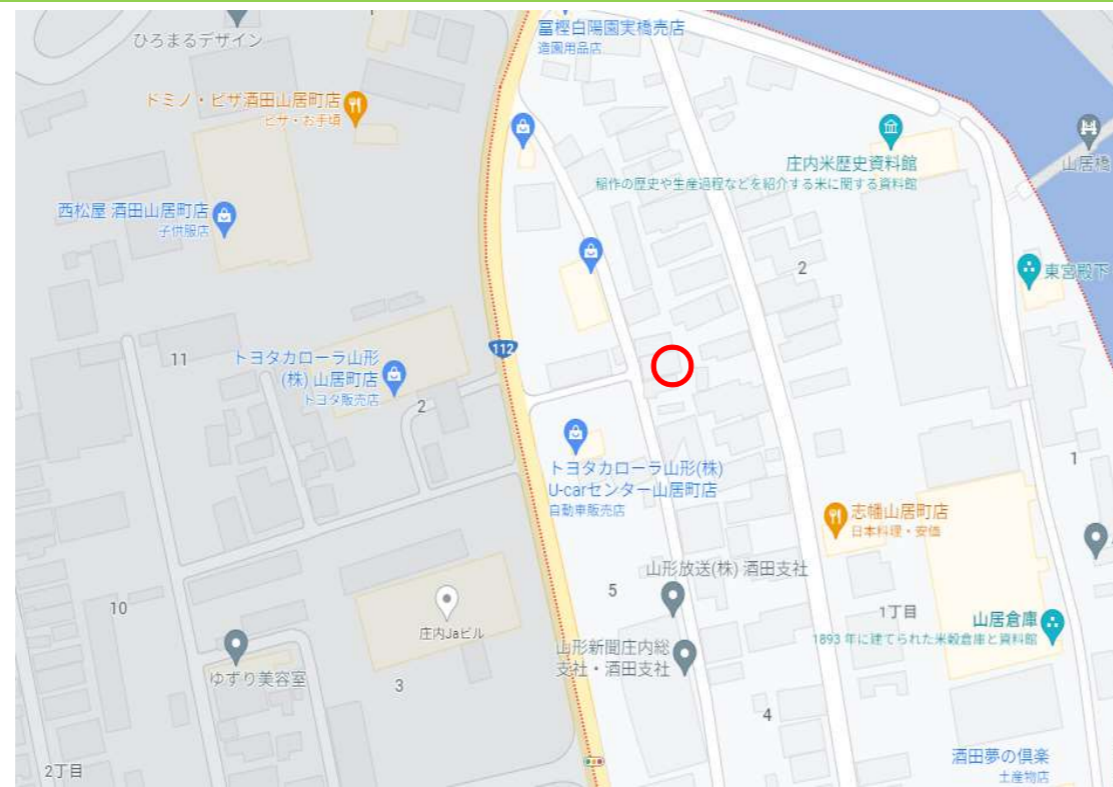 ひろまるデザイン
冨樫白陽園実橋売店
造園用品店
ドミノ・ピザ酒田山居町店
ピザ・お手頃
庄内米歴史資料館
稲作の歴史や生産過程などを紹介する米に関する資料館
山居橋
西松屋 酒田山居町店
子供服店
2
東宮殿下
112
11
トヨタカローラ山形
(株) 山居町店
トヨタ販売店
2
トヨタカローラ山形(株)
U-carセンター山居町店
自動車販売店
1
志幡山居町店
日本料理・安価
山形放送(株) 酒田支社
5
10
庄内Jaビル
1丁目
山居倉庫
1893 年に建てられた米穀倉庫と資料館
山形新聞庄内総
支社・酒田支社
ゆずり美容室
3
4
酒田夢の倶楽
土産物店
2丁目